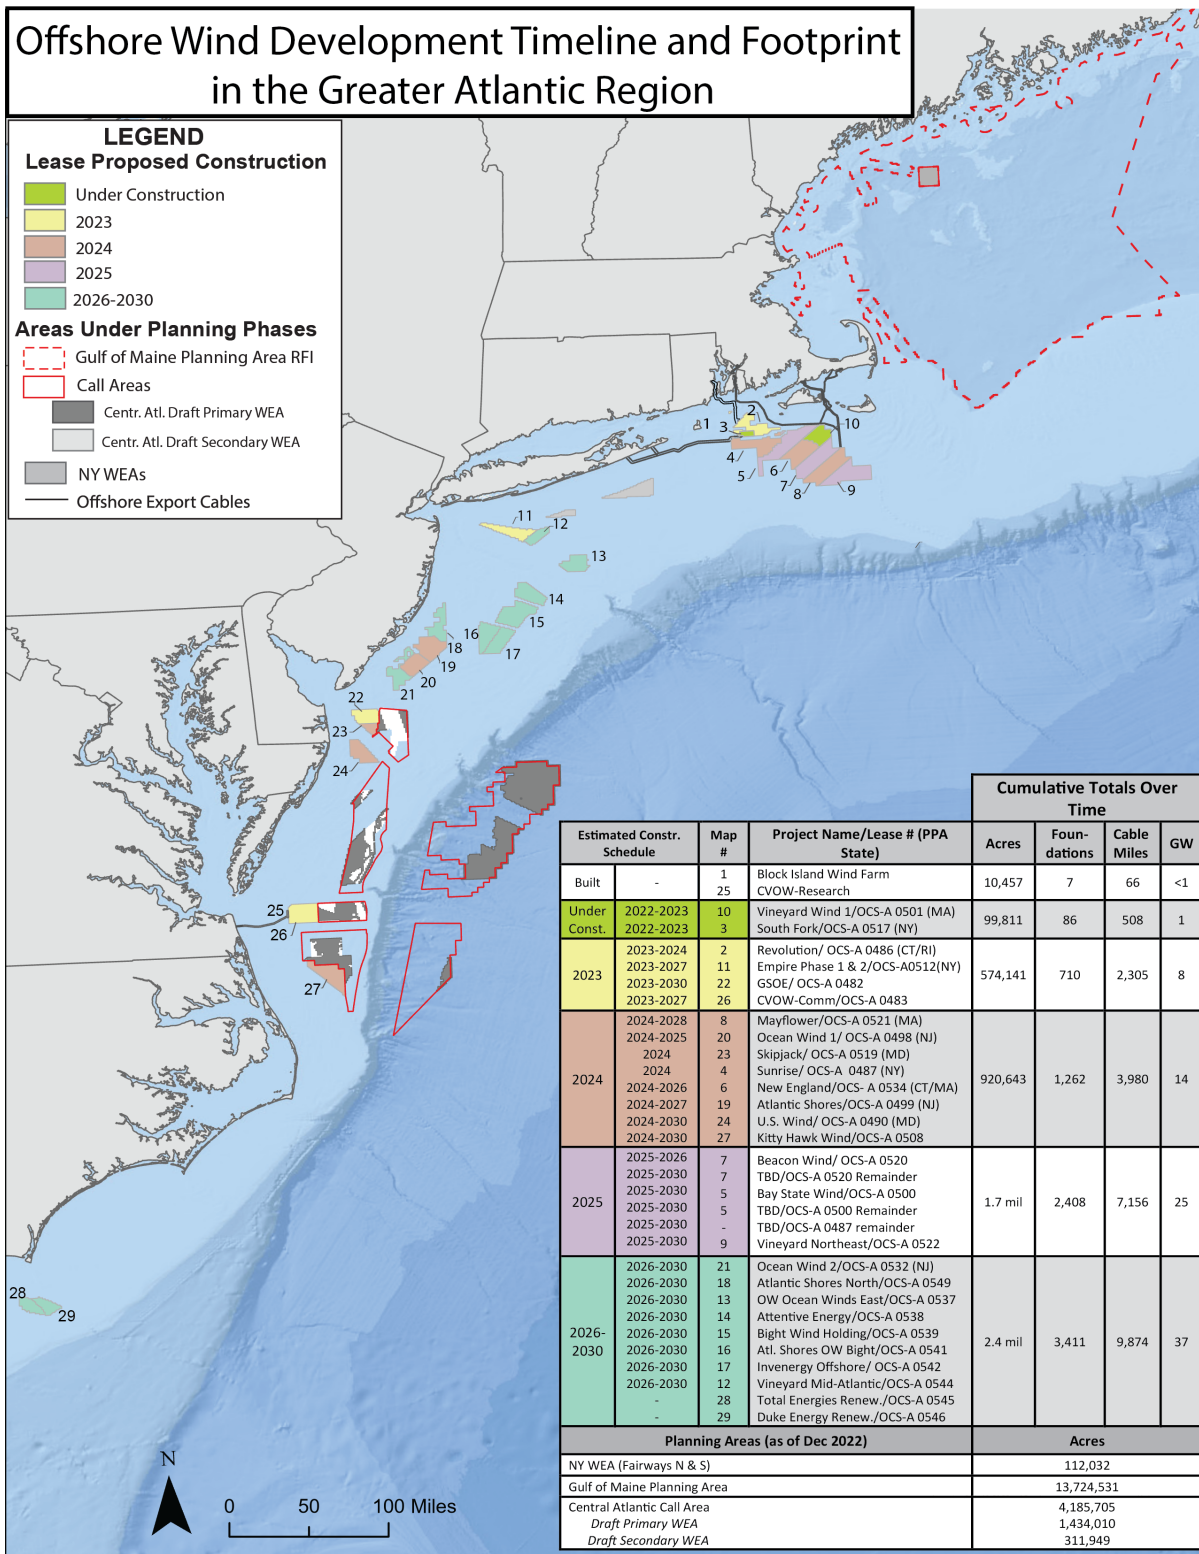 Offshore Wind Development Timeline and Footprint
in the Greater Atlantic Region
LEGEND
Lease Proposed Construction
Under Construction
2023
2024
2025
2026-2030
Areas Under Planning Phases
Gulf of Maine Planning Area RFI
Call Areas
Centr. Atl. Draft Primary WEA
Centr. Atl. Draft Secondary WEA
NY WEAs
Offshore Export Cables
1
2
3
4
5
6
7
8
9
10
11
12
13
14
15
16
17
18
19
20
21
22
23
24
25
26
27
28
29
N
0 50 100 Miles
Cumulative Totals Over
Time
Estimated Constr.
Schedule
Map
#
Project Name/Lease # (PPA
State)
Acres
Foun-
dations
Cable
Miles
GW
Built
- 1 Block Island Wind Farm
25 CVOW-Research
10,457 7 66 <1
Under
Const.
2022-2023 10 Vineyard Wind 1/OCS-A 0501 (MA)
2022-2023 3 South Fork/OCS-A 0517 (NY)
99,811 86 508 1
2023
2023-2024 2 Revolution/ OCS-A 0486 (CT/RI)
2023-2027 11 Empire Phase 1 & 2/OCS-A0512(NY)
2023-2030 22 GSOE/ OCS-A 0482
2023-2027 26 CVOW-Comm/OCS-A 0483
574,141 710 2,305 8
2024
2024-2028 8 Mayflower/OCS-A 0521 (MA)
2024-2025 20 Ocean Wind 1/ OCS-A 0498 (NJ)
2024 23 Skipjack/ OCS-A 0519 (MD)
2024 4 Sunrise/ OCS-A 0487 (NY)
2024-2026 6 New England/OCS- A 0534 (CT/MA)
2024-2027 19 Atlantic Shores/OCS-A 0499 (NJ)
2024-2030 24 U.S. Wind/ OCS-A 0490 (MD)
2024-2030 27 Kitty Hawk Wind/OCS-A 0508
920,643 1,262 3,980 14
2025
2025-2026 7 Beacon Wind/ OCS-A 0520
2025-2030 7 TBD/OCS-A 0520 Remainder
2025-2030 5 Bay State Wind/OCS-A 0500
2025-2030 5 TBD/OCS-A 0500 Remainder
2025-2030 - TBD/OCS-A 0487 remainder
2025-2030 9 Vineyard Northeast/OCS-A 0522
1.7 mil 2,408 7,156 25
2026-
2030
2026-2030 21 Ocean Wind 2/OCS-A 0532 (NJ)
2026-2030 18 Atlantic Shores North/OCS-A 0549
2026-2030 13 OW Ocean Winds East/OCS-A 0537
2026-2030 14 Attentive Energy/OCS-A 0538
2026-2030 15 Bight Wind Holding/OCS-A 0539
2026-2030 16 Atl. Shores OW Bight/OCS-A 0541
2026-2030 17 Invenergy Offshore/ OCS-A 0542
2026-2030 12 Vineyard Mid-Atlantic/OCS-A 0544
- 28 Total Energies Renew./OCS-A 0545
- 29 Duke Energy Renew./OCS-A 0546
2.4 mil 3,411 9,874 37
Planning Areas (as of Dec 2022) Acres
NY WEA (Fairways N & S) 112,032
Gulf of Maine Planning Area 13,724,531
Central Atlantic Call Area 4,185,705
Draft Primary WEA 1,434,010
Draft Secondary WEA 311,949